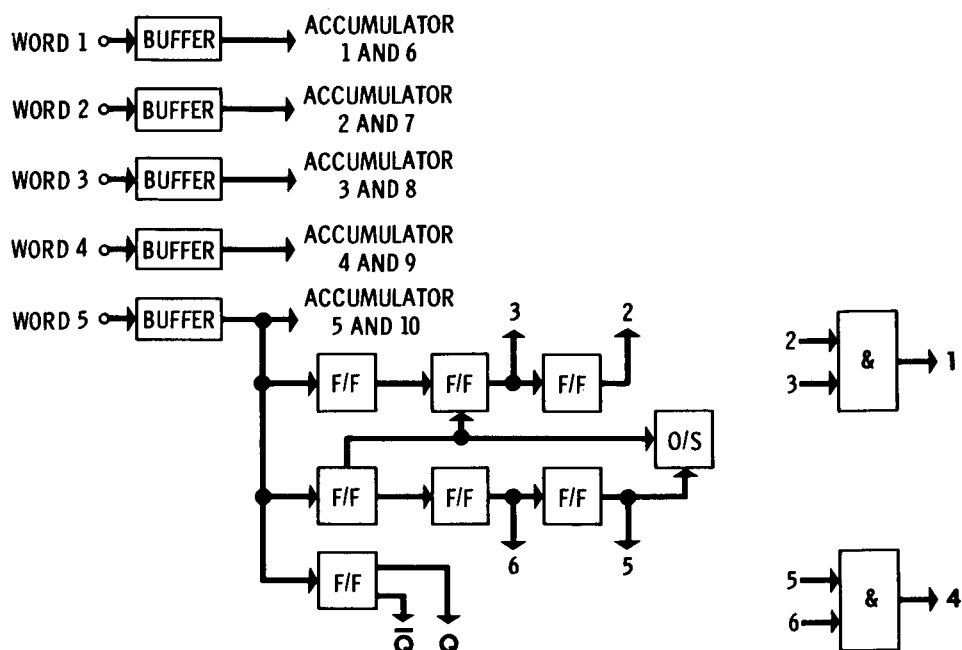 WORD 1 BUFFER ACCUMULATOR
1 AND 6
WORD 2 BUFFER ACCUMULATOR
2 AND 7
WORD 3 BUFFER ACCUMULATOR
3 AND 8
WORD 4 BUFFER ACCUMULATOR
4 AND 9
WORD 5 BUFFER ACCUMULATOR
5 AND 10
3 2
F/F F/F F/F
2 & 1
3
O/S
F/F F/F F/F
6 5
F/F
Q̅ Q
5 & 4
6